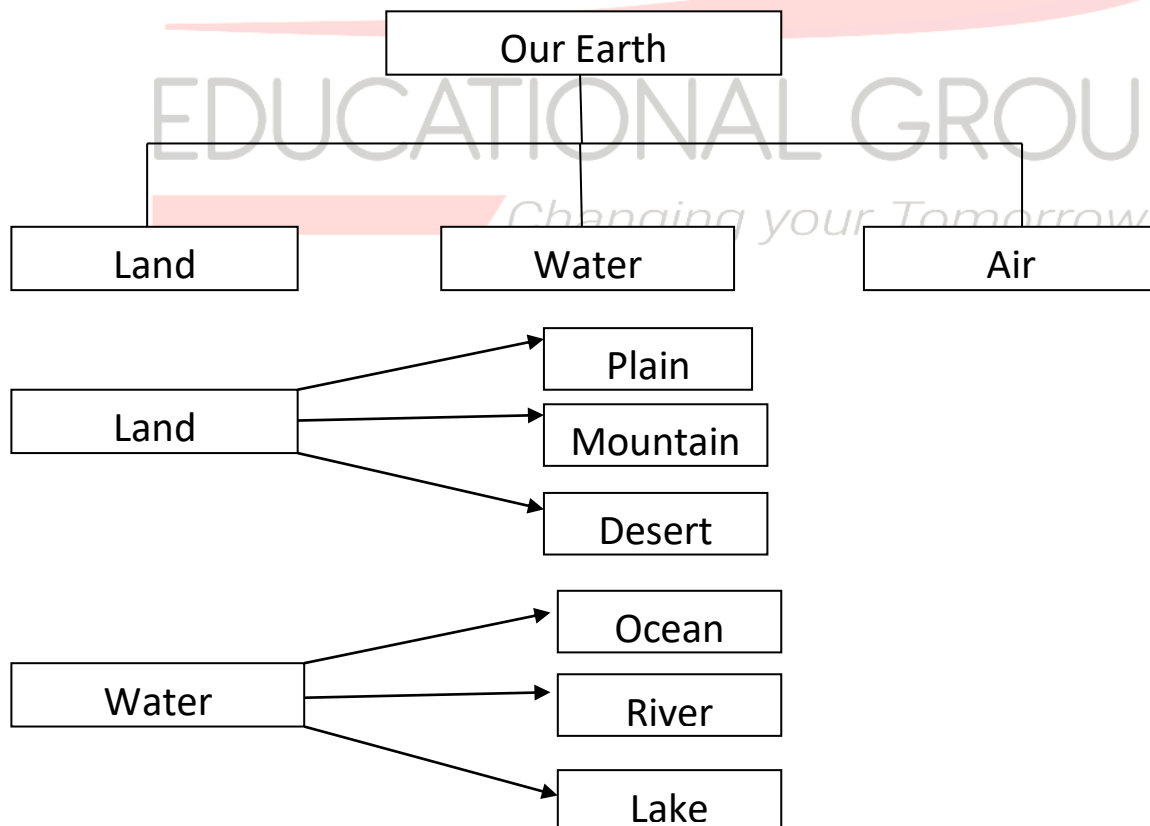 Our Earth
EDUCATIONAL GROU
Changing your Tomorrow
Land
Water
Air
Plain
Land
Mountain
Desert
Ocean
Water
River
Lake